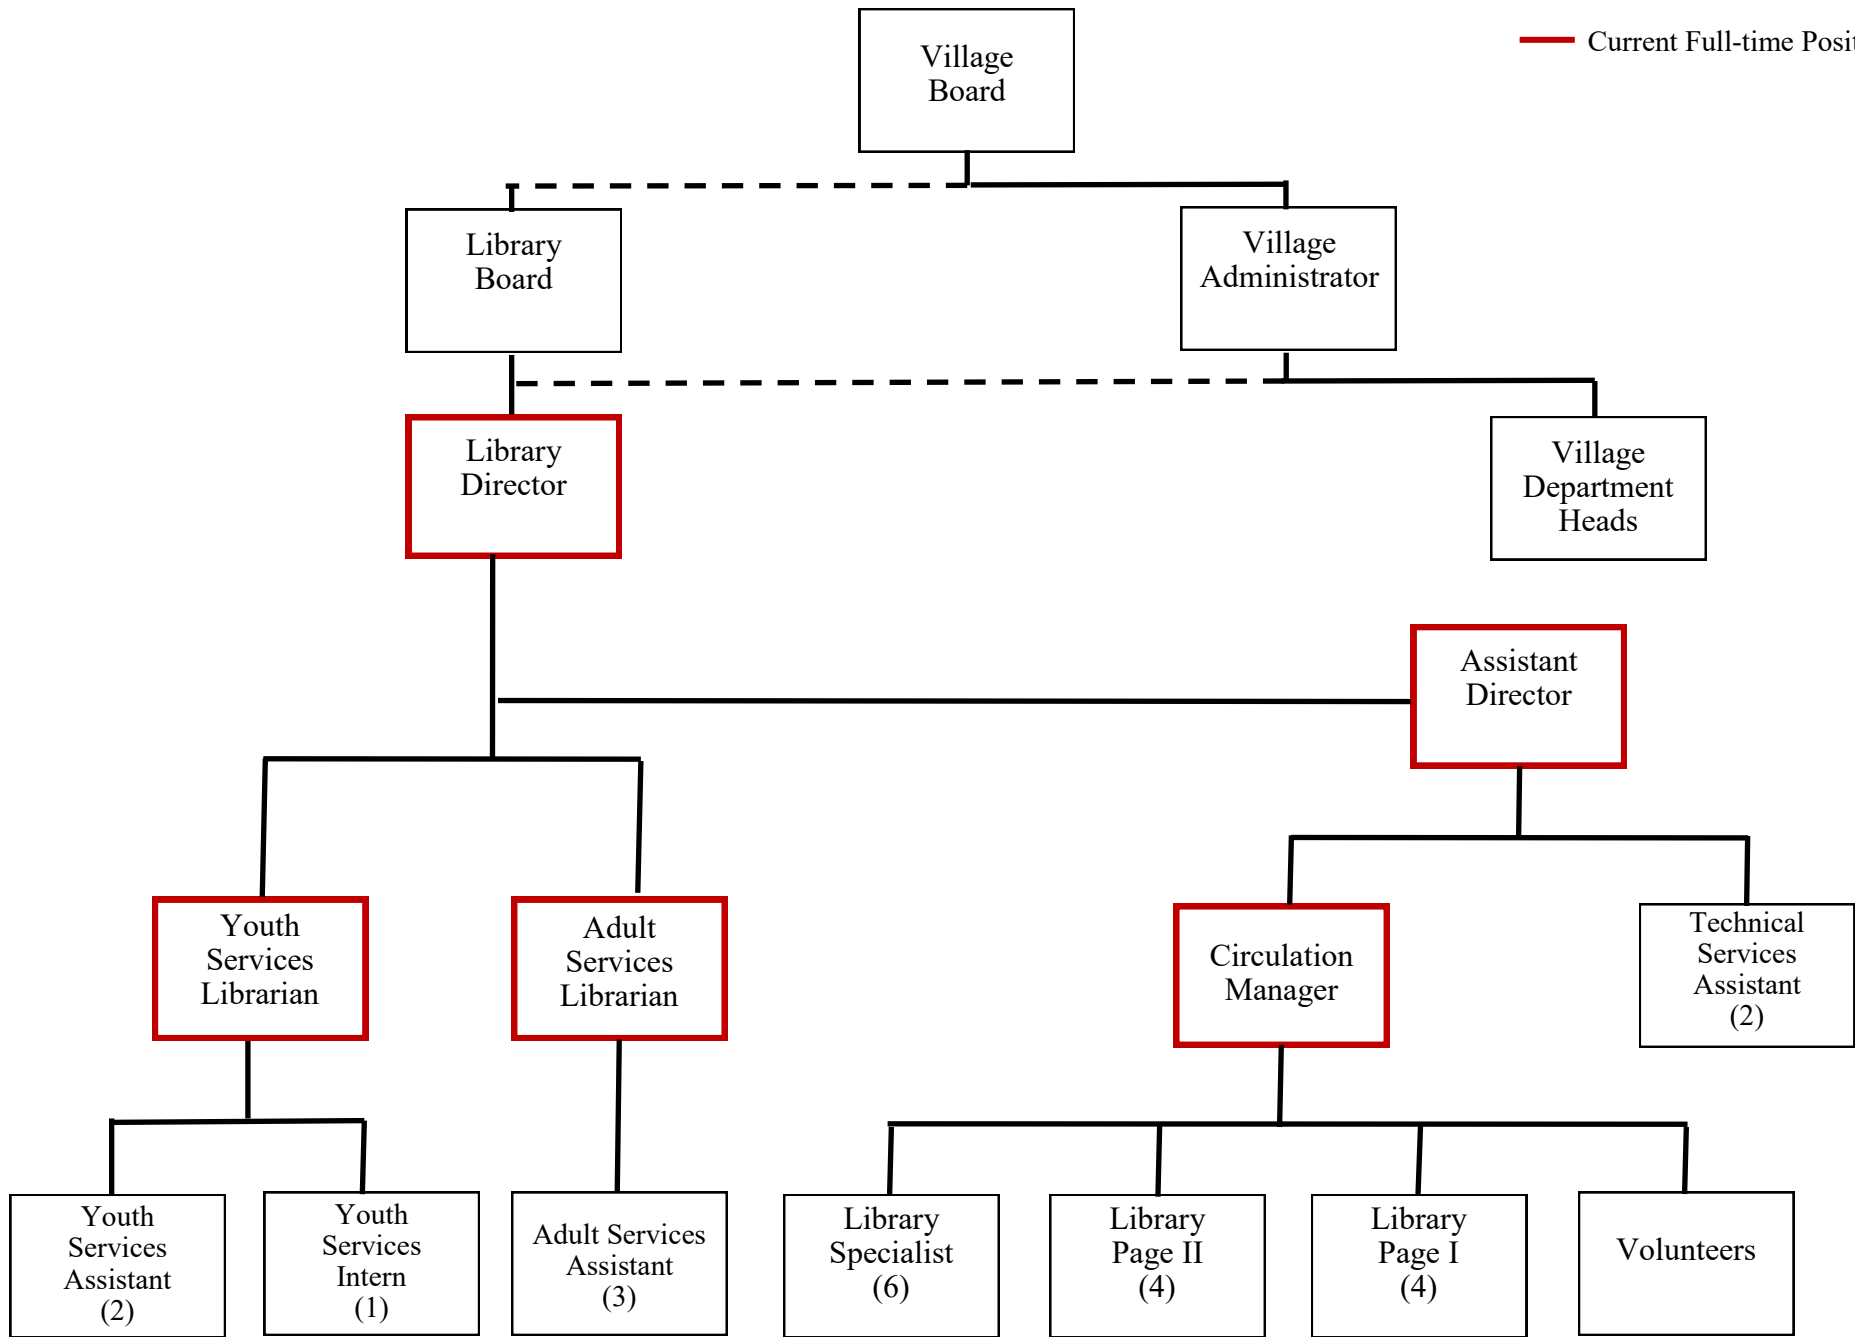 Village
Board
Current Full-time Posit
Library
Board
Village
Administrator
Library
Director
Village
Department
Heads
Assistant
Director
Youth
Services
Librarian
Adult
Services
Librarian
Circulation
Manager
Technical
Services
Assistant
(2)
Youth
Services
Assistant
(2)
Youth
Services
Intern
(1)
Adult Services
Assistant
(3)
Library
Specialist
(6)
Library
Page II
(4)
Library
Page I
(4)
Volunteers